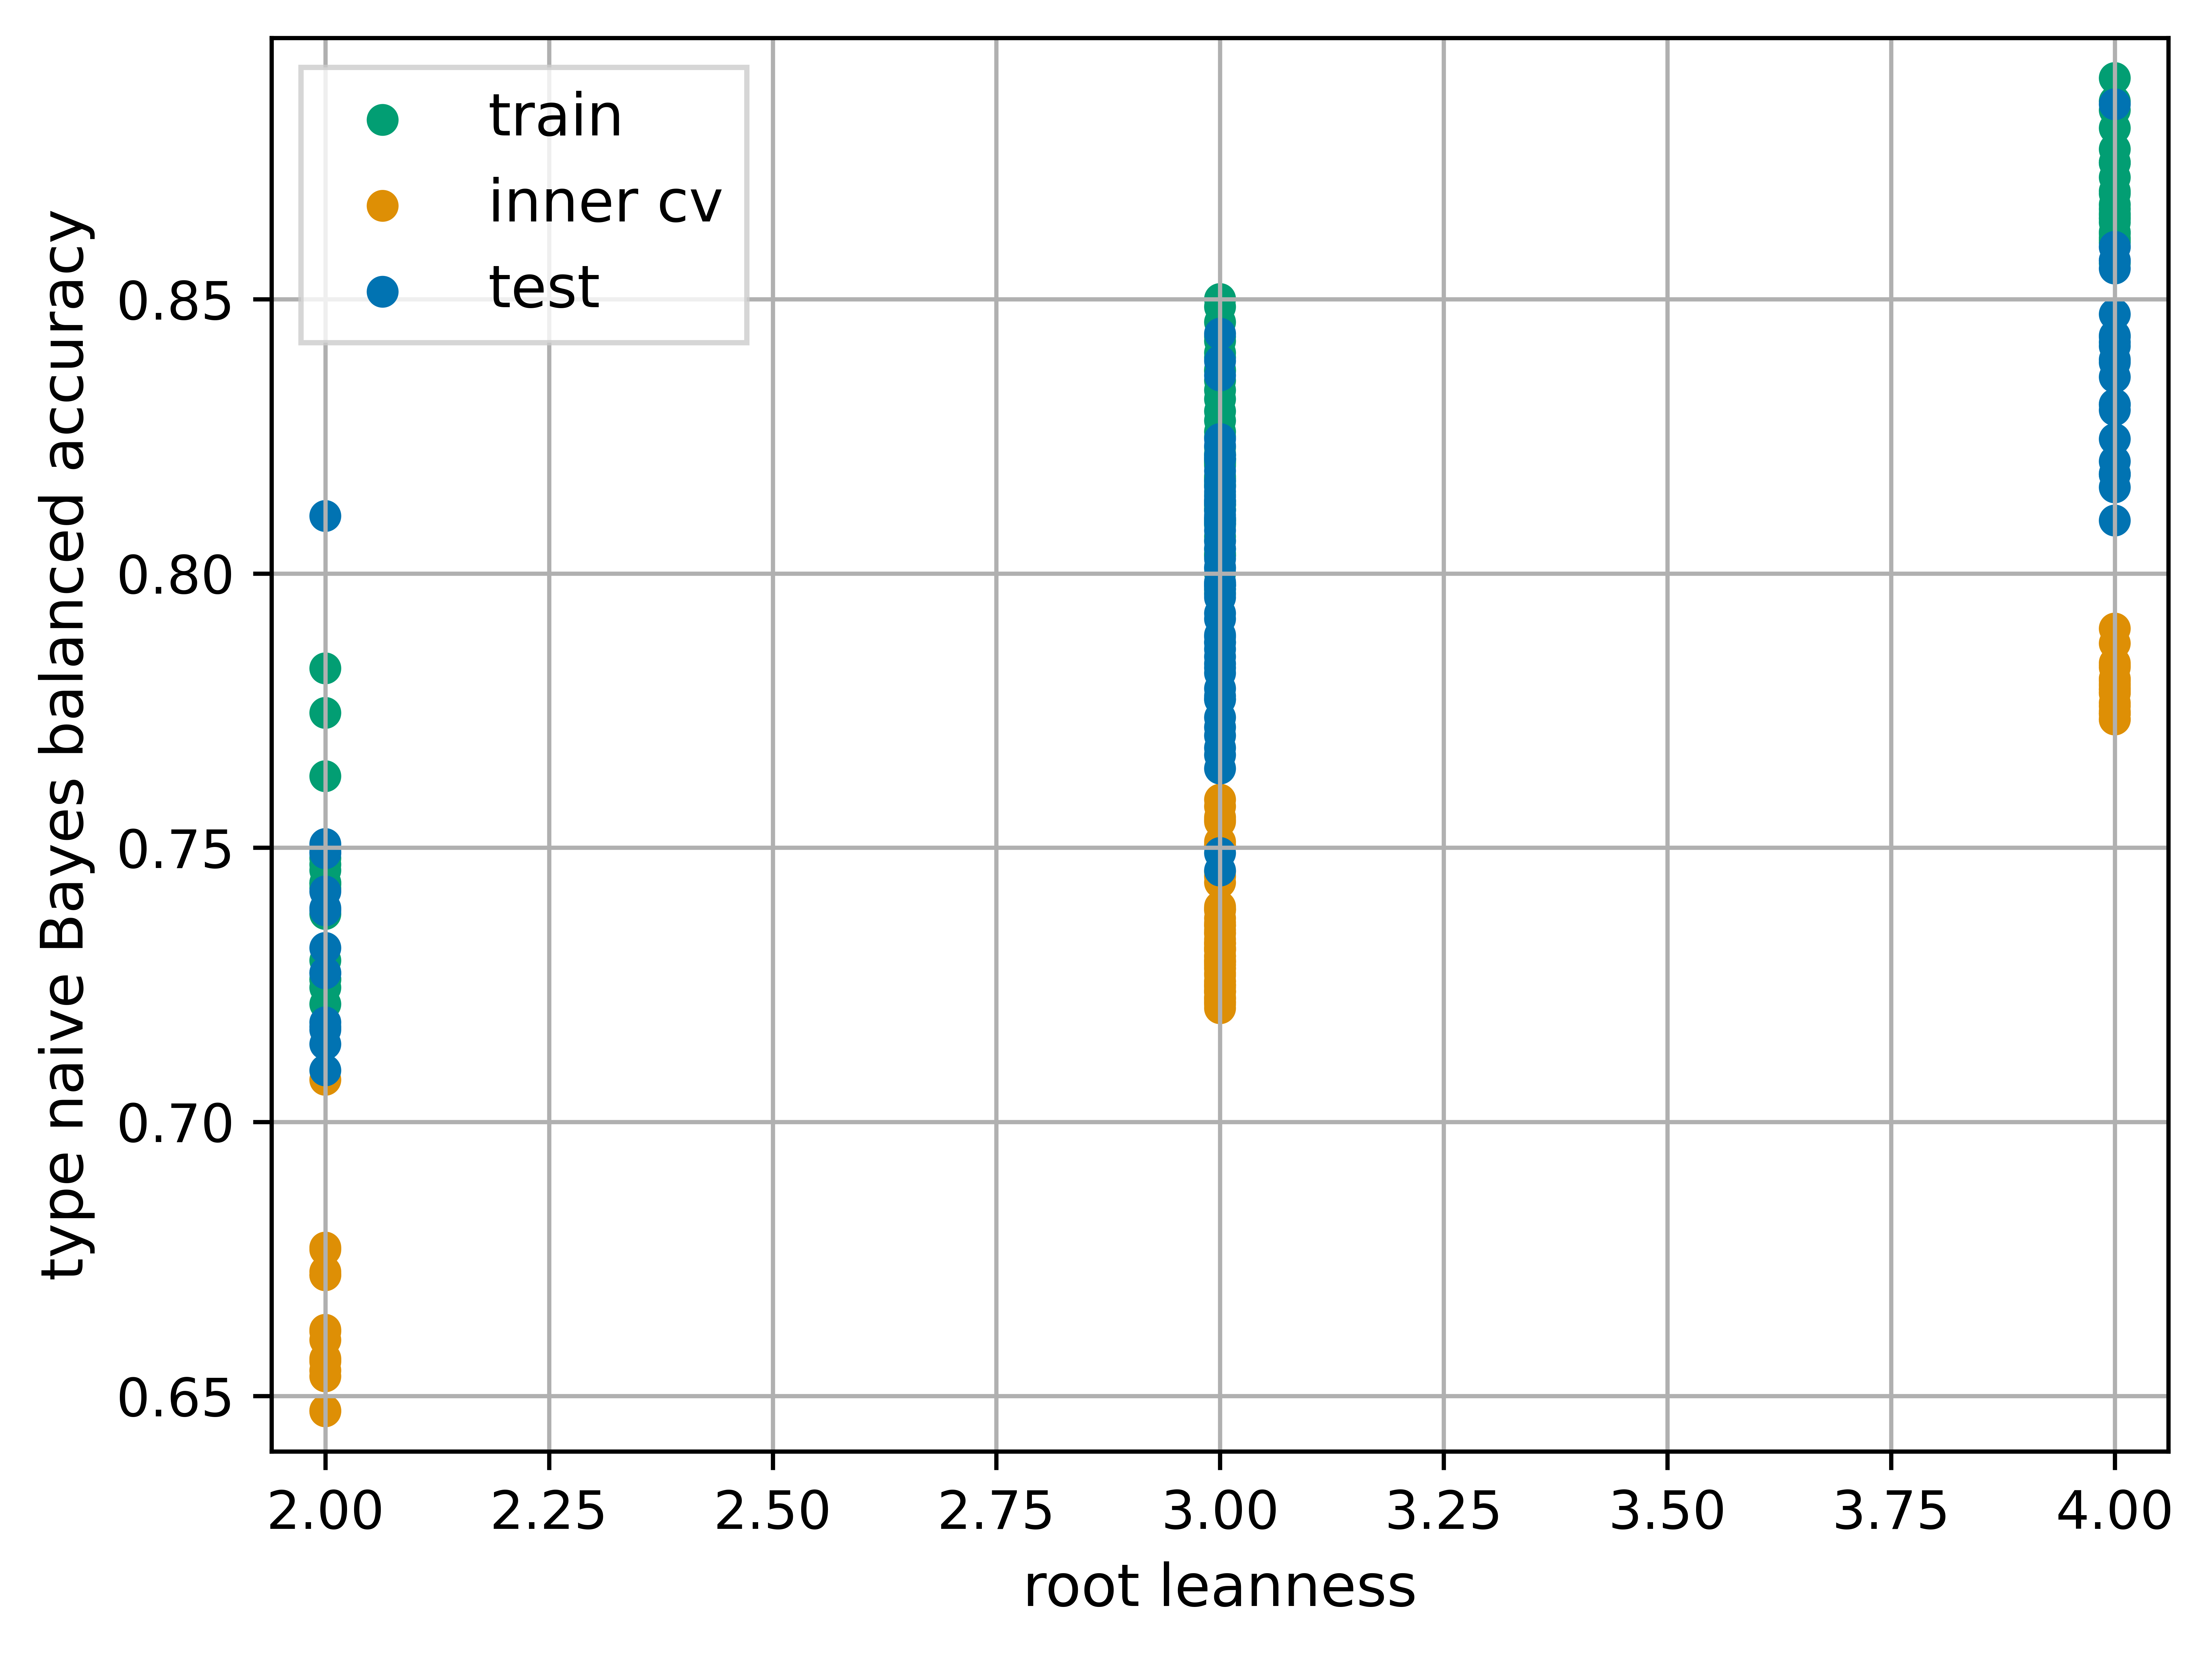 train
inner cv
test
type naive Bayes balanced accuracy
0.85
0.80
0.75
0.70
0.65
2.00 2.25 2.50 2.75 3.00 3.25 3.50 3.75 4.00
root leanness